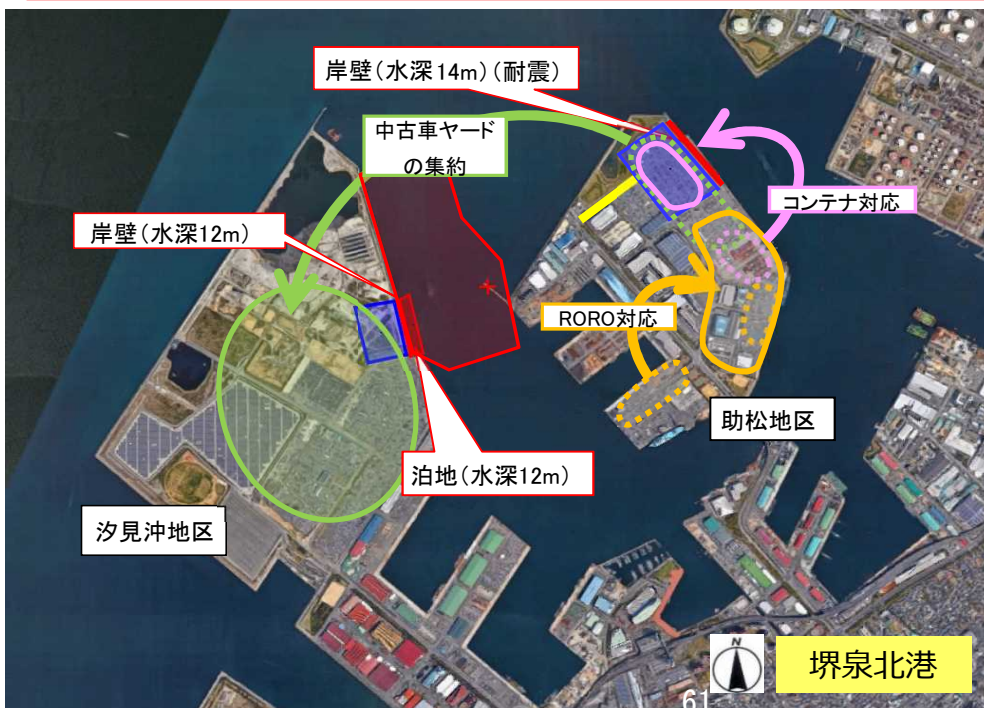 岸壁(水深14m)(耐震)
中古車ヤード
の集約
コンテナ対応
岸壁(水深12m)
RORO対応
助松地区
泊地(水深12m)
汐見沖地区
N
堺泉北港
61